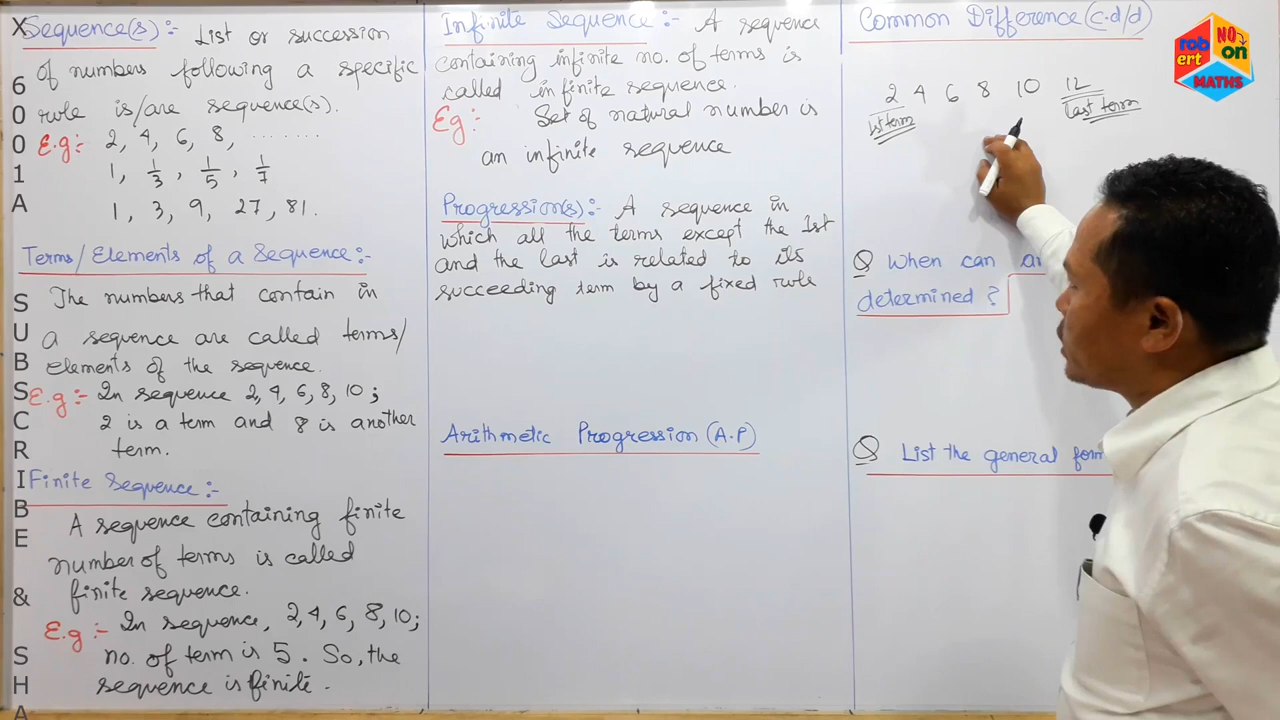 X
6
0
0
1
A
S
U
B
S
C
R
I
B
E
&
S
H
A
Sequence(s) :- List or succession
of numbers following a specific
rule is/are sequence(s).
E.g:- 2, 4, 6, 8, ........
1, 1/3, 1/5, 1/7
1, 3, 9, 27, 81.
Terms/Elements of a Sequence:-
The numbers that contain in
a sequence are called terms/
elements of the sequence.
E.g:- In sequence 2, 4, 6, 8, 10;
2 is a term and 8 is another
term.
Finite Sequence:-
A sequence containing finite
number of terms is called
finite sequence.
E.g:- In sequence, 2, 4, 6, 8, 10;
no. of term is 5. So, the
sequence is finite.
Infinite Sequence:- A sequence
containing infinite no. of terms is
called infinite sequence.
Eg:- Set of natural number is
an infinite sequence
Progression(s):- A sequence in
which all the terms except the 1st
and the last is related to its
succeeding term by a fixed rule
Arithmetic Progression (A.P)
Common Difference (c.d/d)
2 4 6 8 10 12
1st term last term
Q When can
determined?
Q List the general form
robert NO on
MATHS